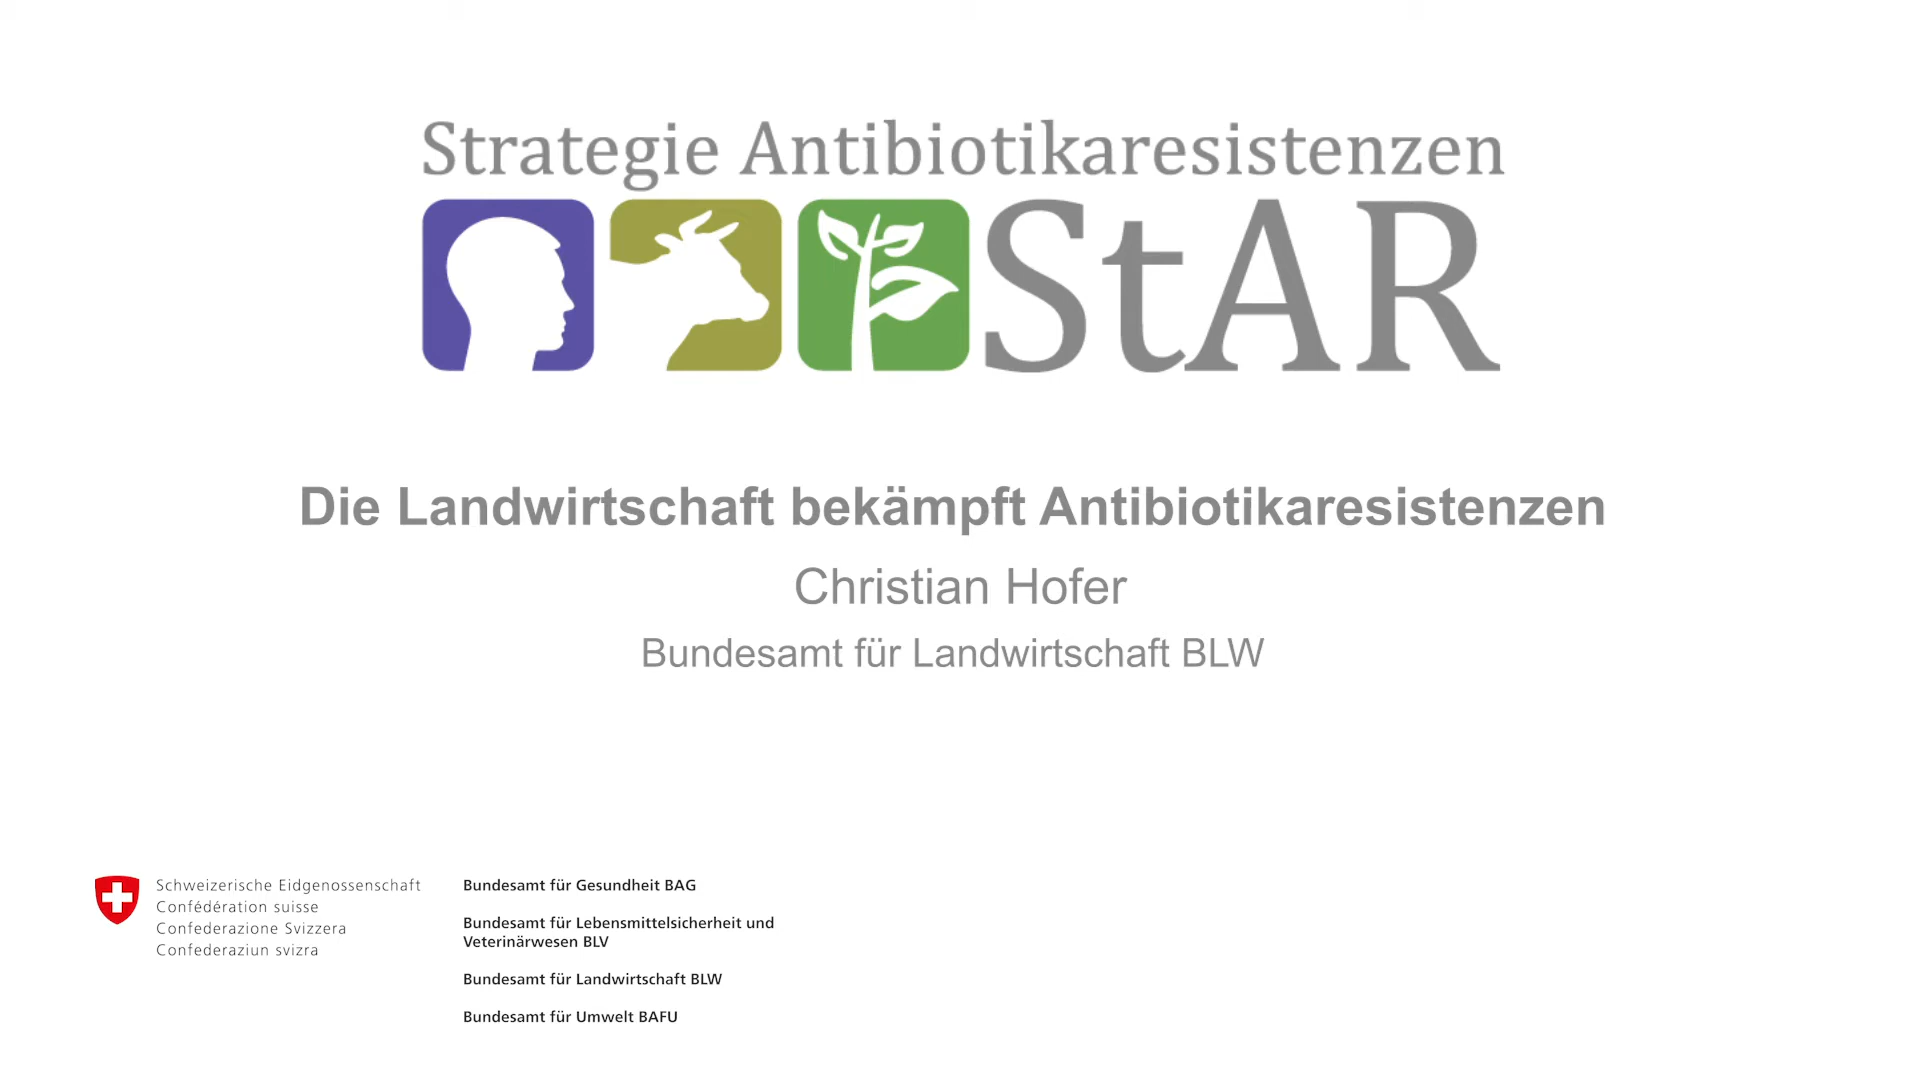 Strategie Antibiotikaresistenzen
StAR
Die Landwirtschaft bekämpft Antibiotikaresistenzen
Christian Hofer
Bundesamt für Landwirtschaft BLW
Schweizerische Eidgenossenschaft
Confédération suisse
Confederazione Svizzera
Confederaziun svizra
Bundesamt für Gesundheit BAG
Bundesamt für Lebensmittelsicherheit und
Veterinärwesen BLV
Bundesamt für Landwirtschaft BLW
Bundesamt für Umwelt BAFU